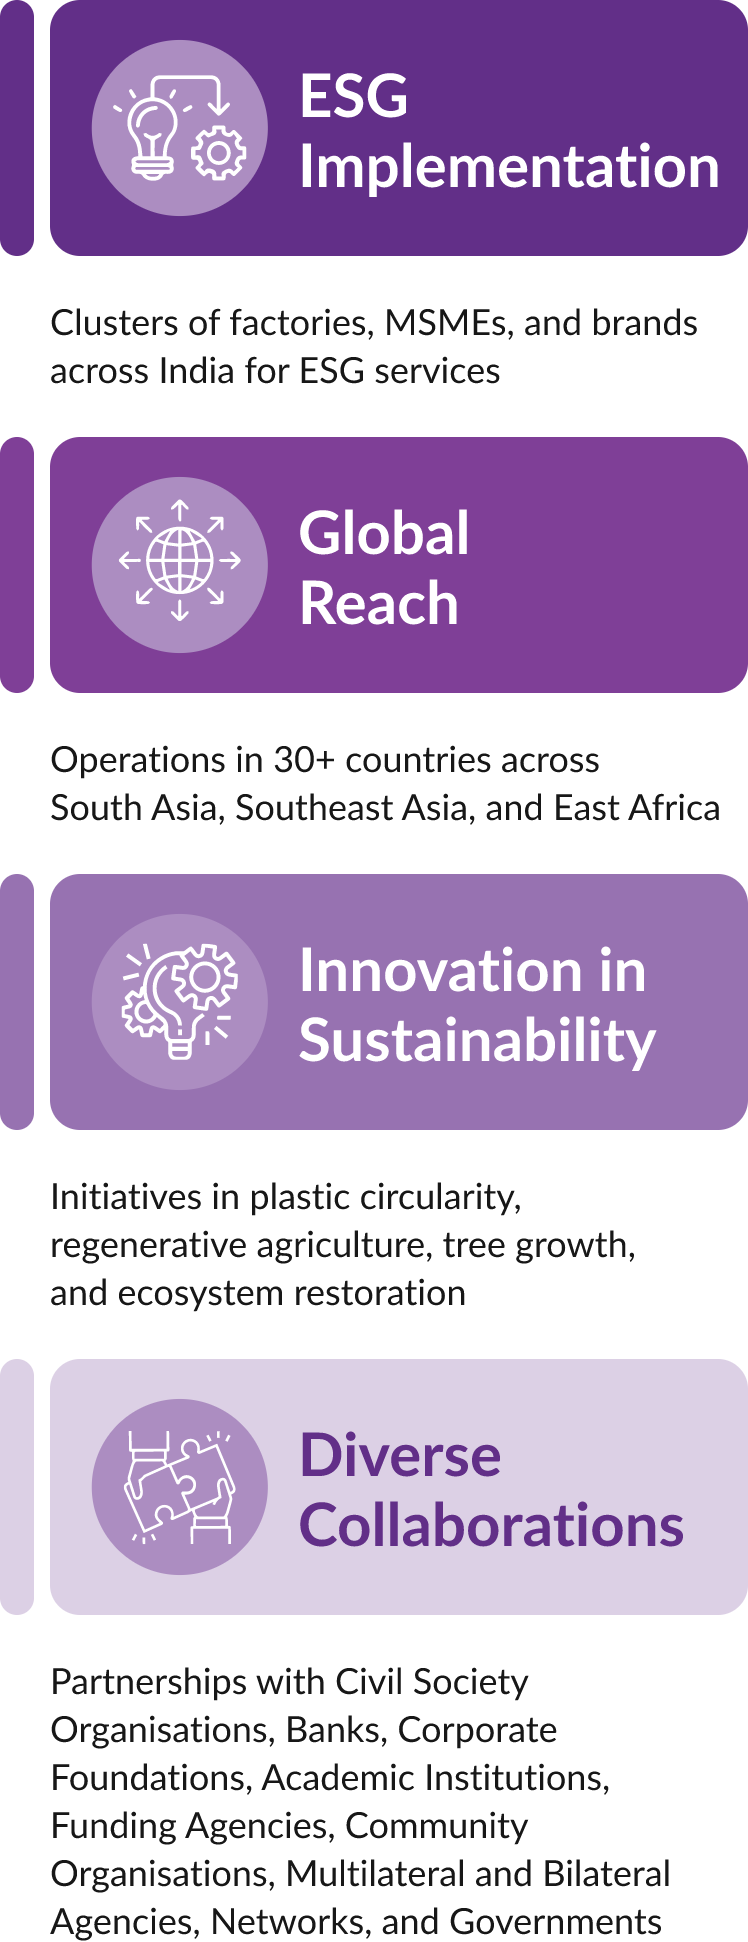 ESG
Implementation
Clusters of factories, MSMEs, and brands
across India for ESG services
Global
Reach
Operations in 30+ countries across
South Asia, Southeast Asia, and East Africa
Innovation in
Sustainability
Initiatives in plastic circularity,
regenerative agriculture, tree growth,
and ecosystem restoration
Diverse
Collaborations
Partnerships with Civil Society
Organisations, Banks, Corporate
Foundations, Academic Institutions,
Funding Agencies, Community
Organisations, Multilateral and Bilateral
Agencies, Networks, and Governments